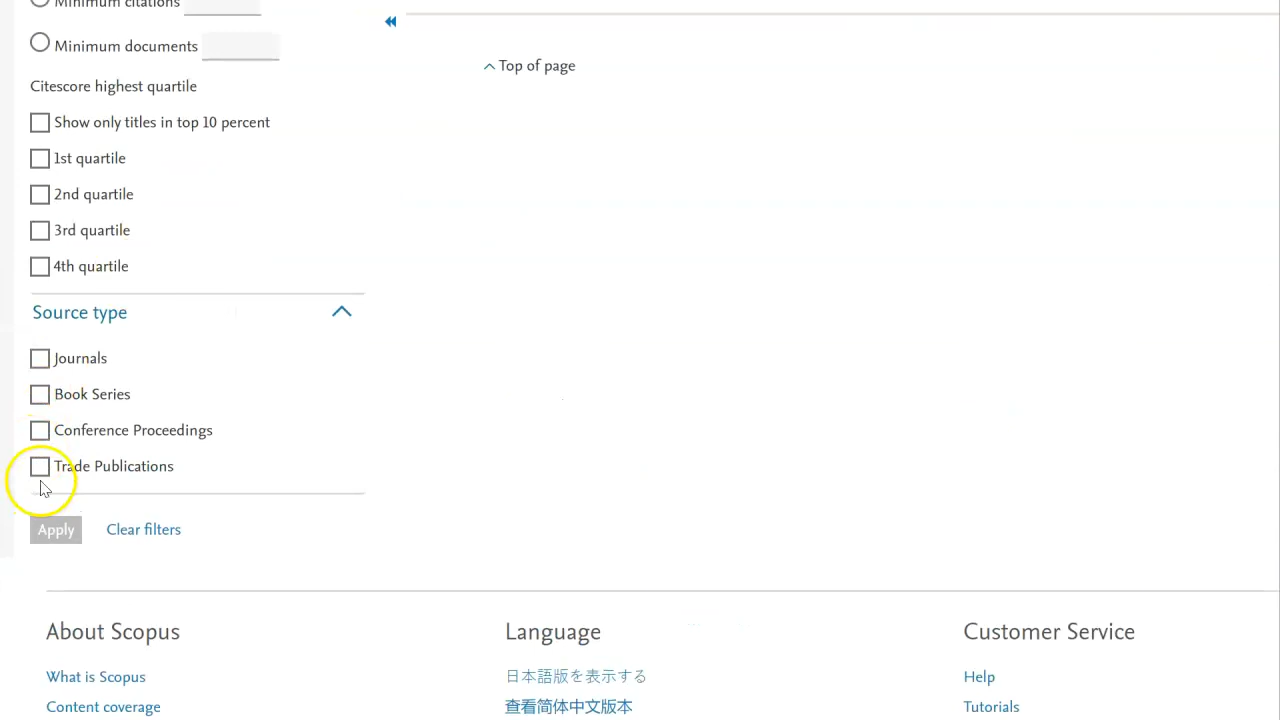 Minimum citations
Minimum documents
Top of page
Citescore highest quartile
Show only titles in top 10 percent
1st quartile
2nd quartile
3rd quartile
4th quartile
Source type
Journals
Book Series
Conference Proceedings
Trade Publications
Apply Clear filters
About Scopus
What is Scopus
Content coverage
Language
日本語版を表示する
查看简体中文版本
Customer Service
Help
Tutorials